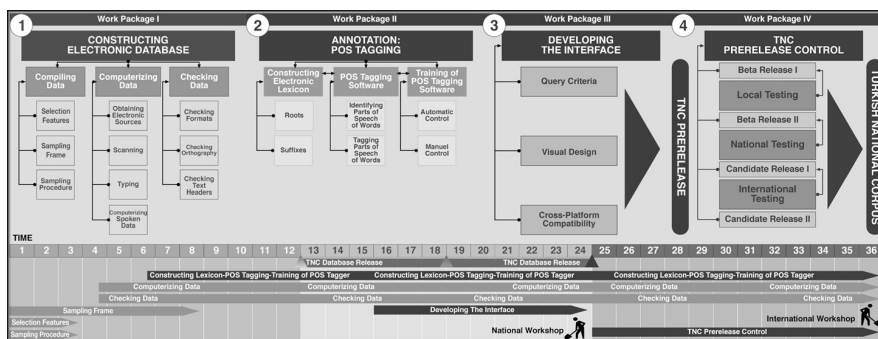 Work Package I
Work Package II
Work Package III
Work Package IV
1
CONSTRUCTING
ELECTRONIC DATABASE
Compiling
Data
Computerizing
Data
Checking
Data
Selection
Features
Sampling
Frame
Sampling
Procedure
Obtaining
Electronic
Sources
Scanning
Typing
Computerizing
Spoken Data
Checking
Formats
Checking
Orthography
Checking
Text
Headers
2
ANNOTATION:
POS TAGGING
Constructing
Electronic
Lexicon
POS Tagging
Software
Training of
POS Tagging
Software
Roots
Suffixes
Identifying
Parts of
Speech
of Words
Tagging
Parts of
Speech
of Words
Automatic
Control
Manuel
Control
3
DEVELOPING
THE INTERFACE
Query Criteria
Visual Design
Cross-Platform
Compatibility
TNC PRERELEASE
4
TNC
PRERELEASE CONTROL
Beta Release I
Local Testing
Beta Release II
National Testing
Candidate Release I
International
Testing
Candidate Release II
TURKISH NATIONAL CORPUS
TIME
1 2 3 4 5 6 7 8 9 10 11 12 13 14 15 16 17 18 19 20 21 22 23 24 25 26 27 28 29 30 31 32 33 34 35 36
TNC Database Release TNC Database Release
Constructing Lexicon-POS Tagging-Training of POS Tagger Constructing Lexicon-POS Tagging-Training of POS Tagger Constructing Lexicon-POS Tagging-Training of POS Tagger
Computerizing Data Computerizing Data Computerizing Data Computerizing Data Computerizing Data
Checking Data Checking Data Checking Data Checking Data Checking Data
Sampling Frame Developing The Interface
Selection Features National Workshop International Workshop
Sampling Procedure TNC Prerelease Control